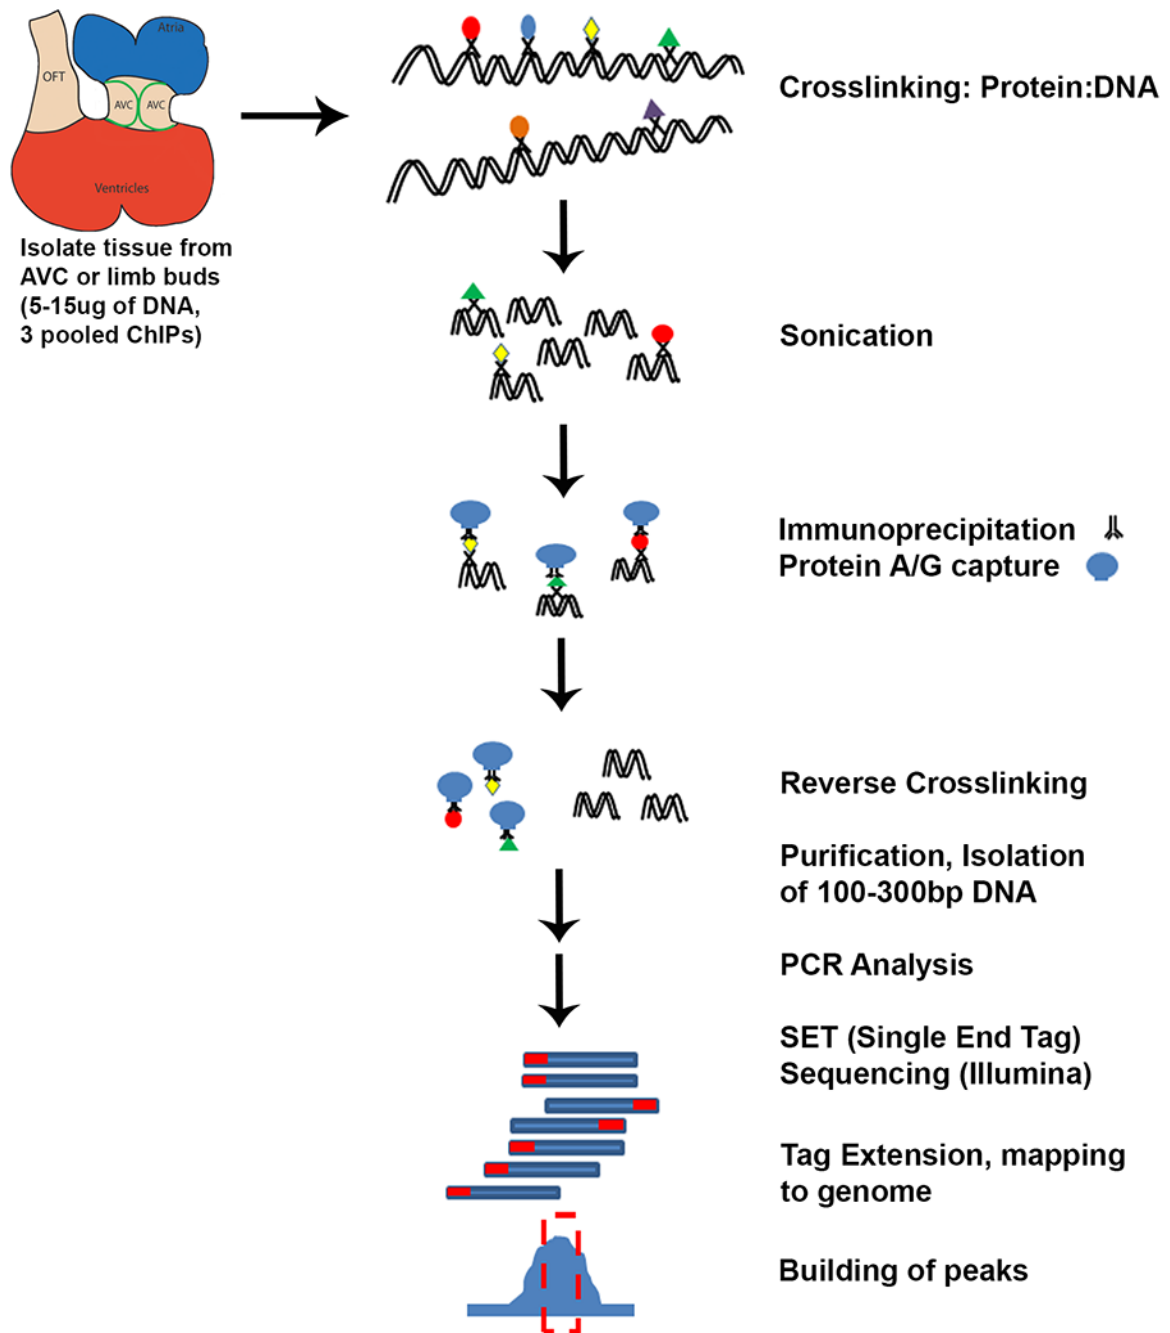 Atria
OFT
AVC AVC
Ventricles
Isolate tissue from
AVC or limb buds
(5-15ug of DNA,
3 pooled ChIPs)
Crosslinking: Protein:DNA
Sonication
Immunoprecipitation
Protein A/G capture
Reverse Crosslinking
Purification, Isolation
of 100-300bp DNA
PCR Analysis
SET (Single End Tag)
Sequencing (Illumina)
Tag Extension, mapping
to genome
Building of peaks